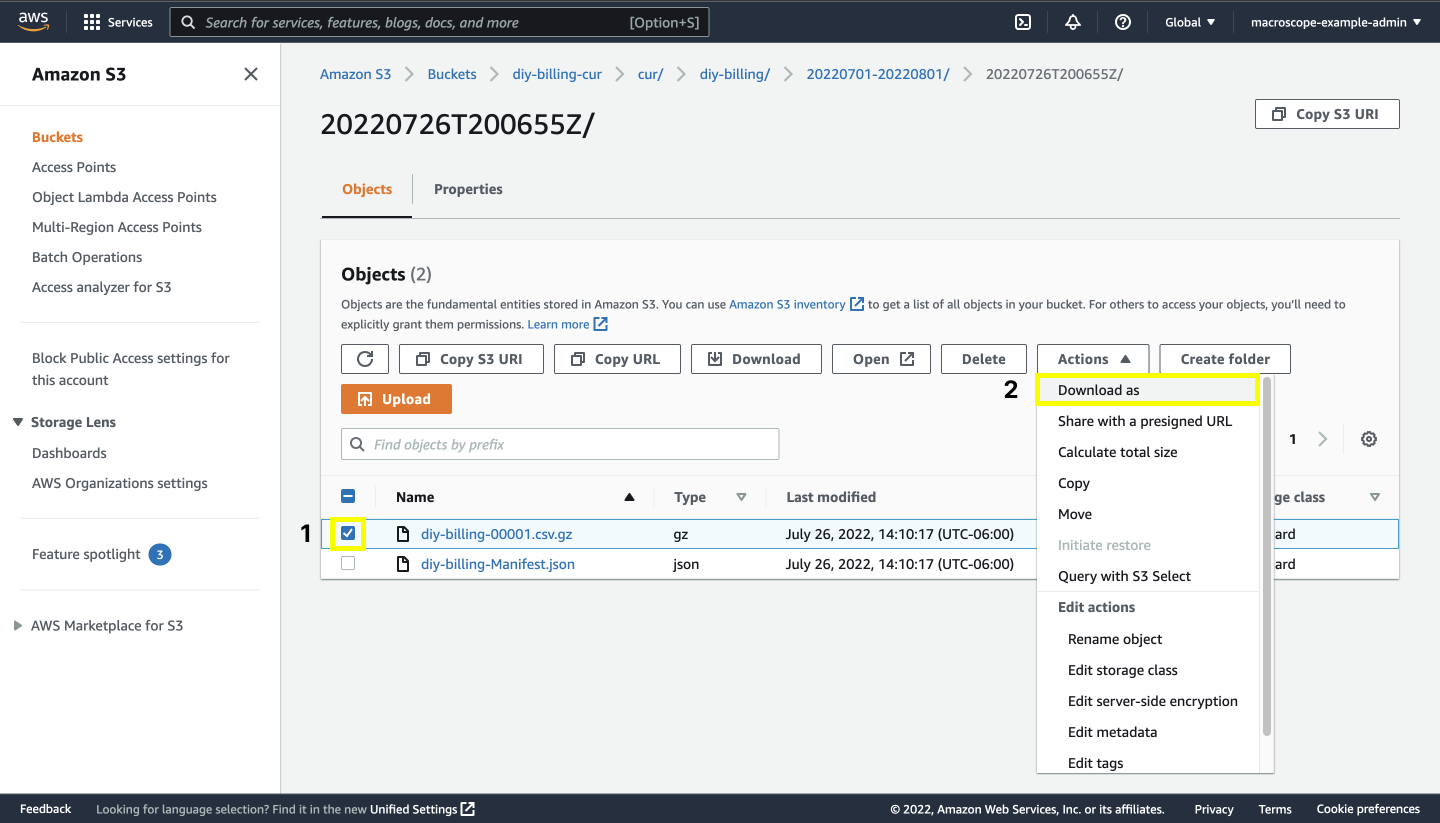 aws
Services
Search for services, features, blogs, docs, and more
[Option+S]
Global
macroscope-example-admin
Amazon S3
Buckets
Access Points
Object Lambda Access Points
Multi-Region Access Points
Batch Operations
Access analyzer for S3
Block Public Access settings for
this account
Storage Lens
Dashboards
AWS Organizations settings
Feature spotlight 3
AWS Marketplace for S3
Amazon S3 Buckets diy-billing-cur cur/ diy-billing/ 20220701-20220801/ 20220726T200655Z/
20220726T200655Z/
Copy S3 URI
Objects Properties
Objects (2)
Objects are the fundamental entities stored in Amazon S3. You can use Amazon S3 inventory to get a list of all objects in your bucket. For others to access your objects, you'll need to
explicitly grant them permissions. Learn more
Copy S3 URI Copy URL Download Open Delete Actions Create folder
Upload
Find objects by prefix
1
Name Type Last modified ge class
1 diy-billing-00001.csv.gz gz July 26, 2022, 14:10:17 (UTC-06:00) ard
diy-billing-Manifest.json json July 26, 2022, 14:10:17 (UTC-06:00) ard
2 Download as
Share with a presigned URL
Calculate total size
Copy
Move
Initiate restore
Query with S3 Select
Edit actions
Rename object
Edit storage class
Edit server-side encryption
Edit metadata
Edit tags
Feedback Looking for language selection? Find it in the new Unified Settings © 2022, Amazon Web Services, Inc. or its affiliates. Privacy Terms Cookie preferences